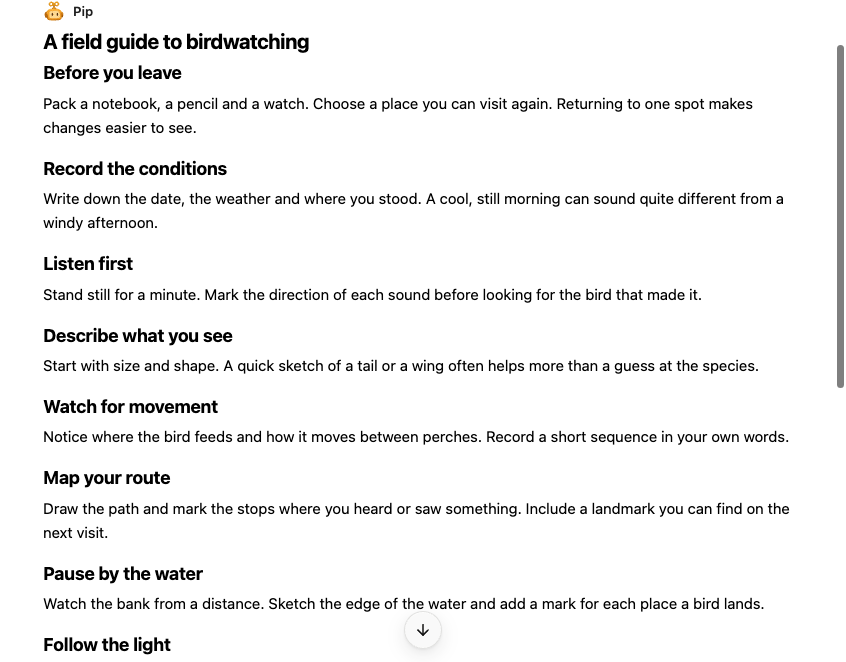 Pip
A field guide to birdwatching
Before you leave
Pack a notebook, a pencil and a watch. Choose a place you can visit again. Returning to one spot makes
changes easier to see.
Record the conditions
Write down the date, the weather and where you stood. A cool, still morning can sound quite different from a
windy afternoon.
Listen first
Stand still for a minute. Mark the direction of each sound before looking for the bird that made it.
Describe what you see
Start with size and shape. A quick sketch of a tail or a wing often helps more than a guess at the species.
Watch for movement
Notice where the bird feeds and how it moves between perches. Record a short sequence in your own words.
Map your route
Draw the path and mark the stops where you heard or saw something. Include a landmark you can find on the
next visit.
Pause by the water
Watch the bank from a distance. Sketch the edge of the water and add a mark for each place a bird lands.
Follow the light